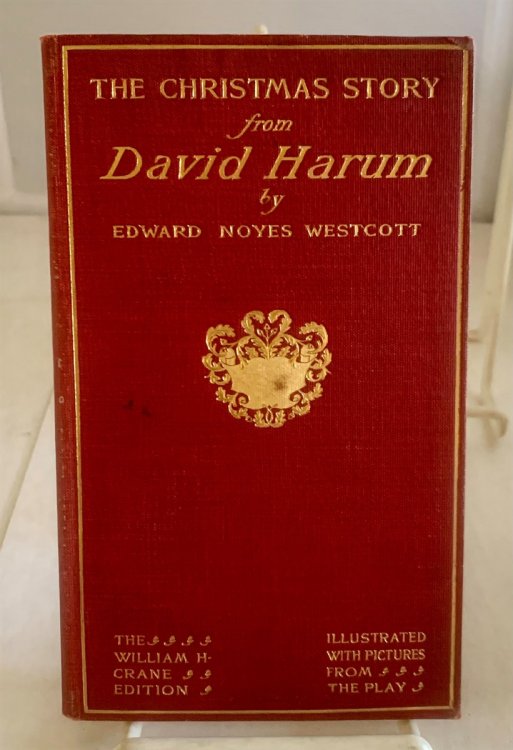 THE CHRISTMAS STORY
from
David Harum
by
EDWARD NOYES WESTCOTT
THE
WILLIAM H-
CRANE
EDITION
ILLUSTRATED
WITH PICTURES
FROM
THE PLAY